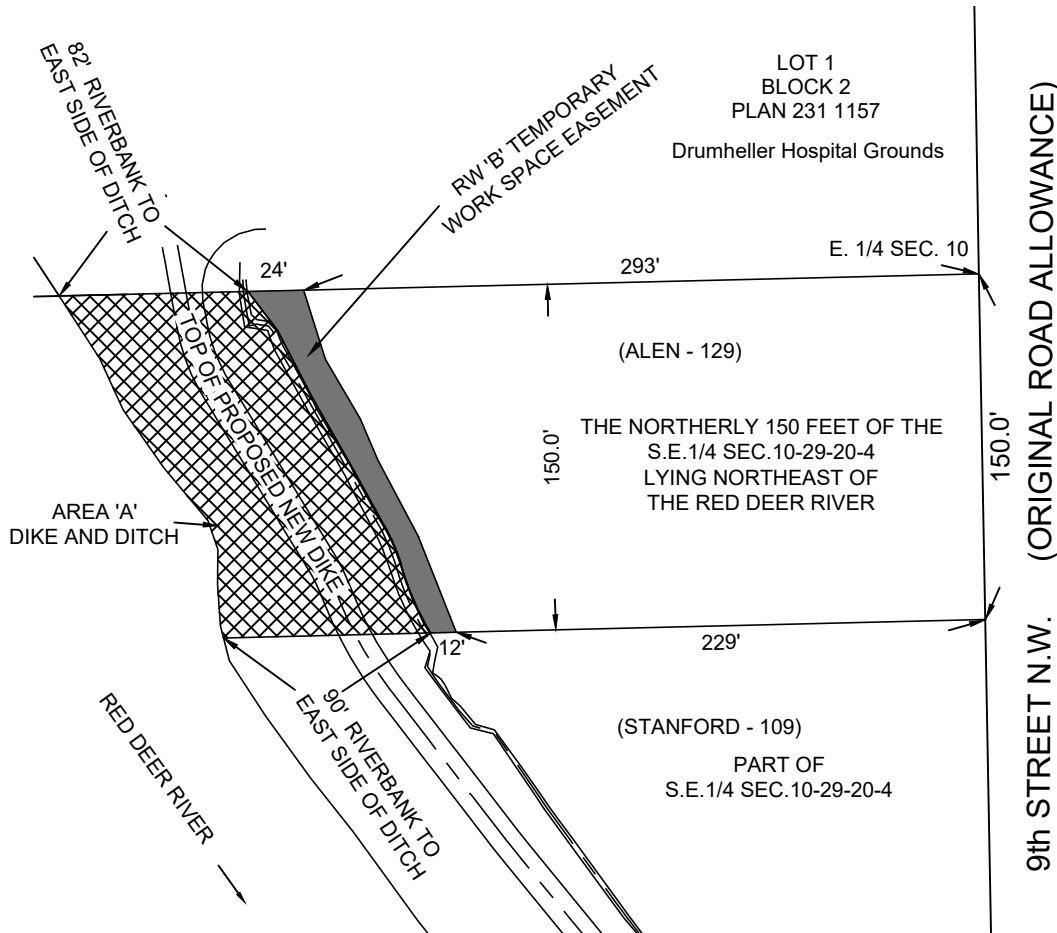 82' RIVERBANK TO
EAST SIDE OF DITCH
RW 'B' TEMPORARY
WORK SPACE EASEMENT
LOT 1
BLOCK 2
PLAN 231 1157
Drumheller Hospital Grounds
E. 1/4 SEC. 10
24'
293'
TOP OF PROPOSED NEW DIKE
(ALEN - 129)
THE NORTHERLY 150 FEET OF THE
S.E.1/4 SEC.10-29-20-4
LYING NORTHEAST OF
THE RED DEER RIVER
150.0'
150.0'
AREA 'A'
DIKE AND DITCH
12'
229'
90' RIVERBANK TO
EAST SIDE OF DITCH
RED DEER RIVER
(STANFORD - 109)
PART OF
S.E.1/4 SEC.10-29-20-4
9th STREET N.W. (ORIGINAL ROAD ALLOWANCE)